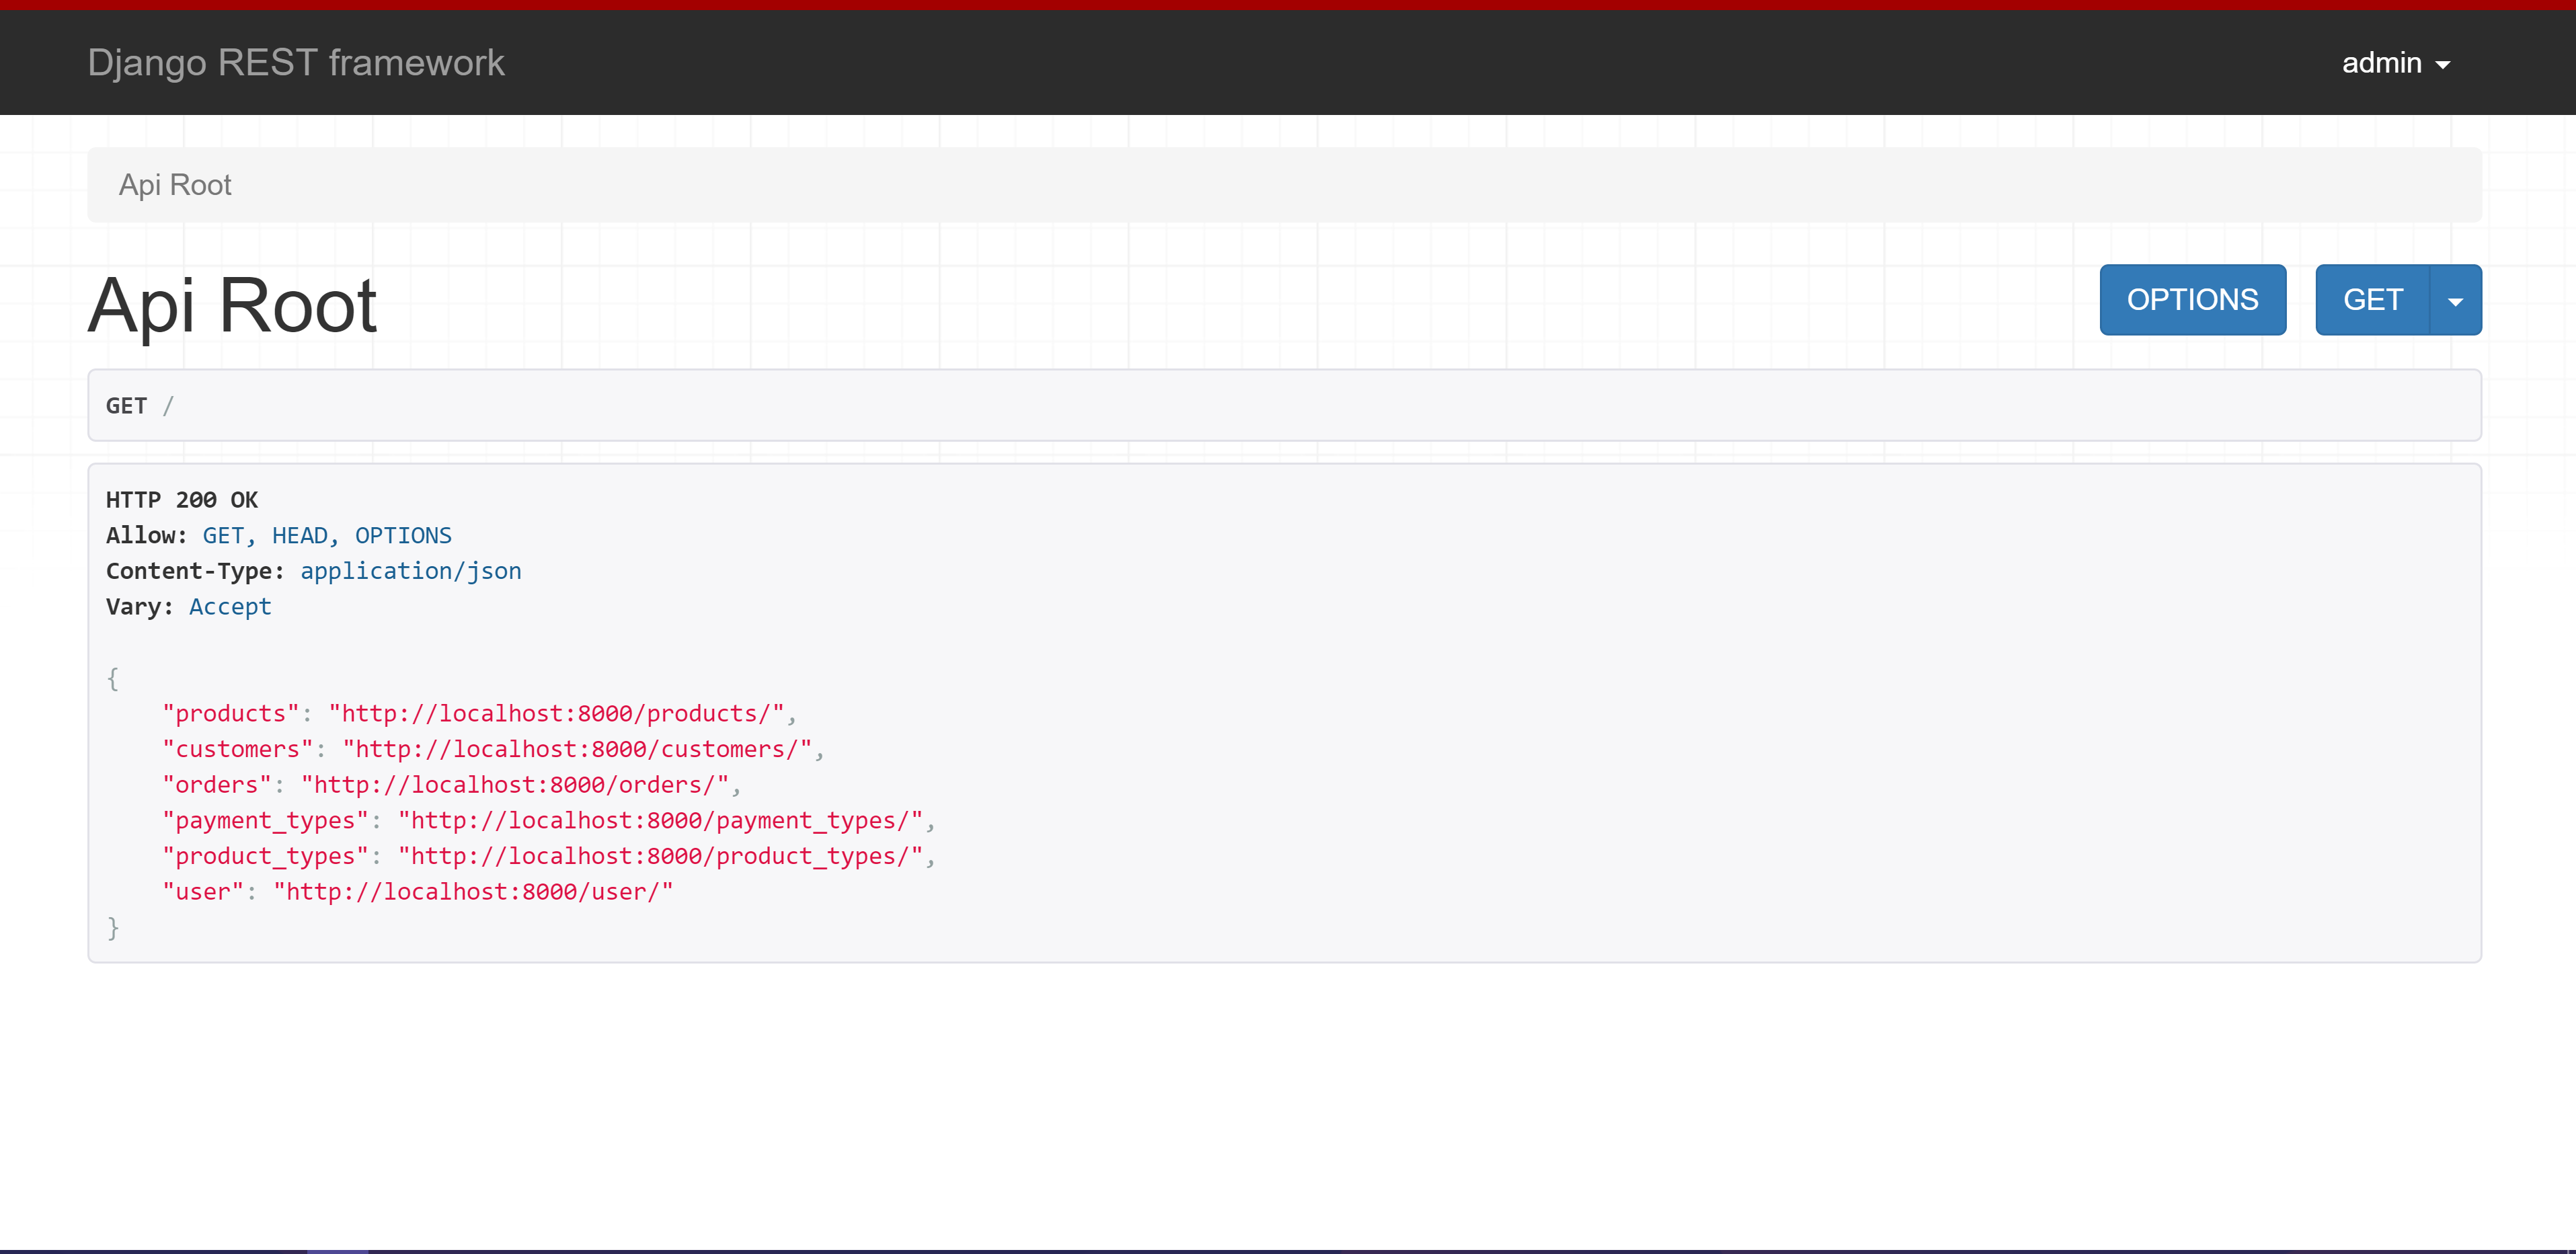 Django REST framework
admin
Api Root
Api Root
OPTIONS
GET
GET /
HTTP 200 OK
Allow: GET, HEAD, OPTIONS
Content-Type: application/json
Vary: Accept
{
    "products": "http://localhost:8000/products/",
    "customers": "http://localhost:8000/customers/",
    "orders": "http://localhost:8000/orders/",
    "payment_types": "http://localhost:8000/payment_types/",
    "product_types": "http://localhost:8000/product_types/",
    "user": "http://localhost:8000/user/"
}